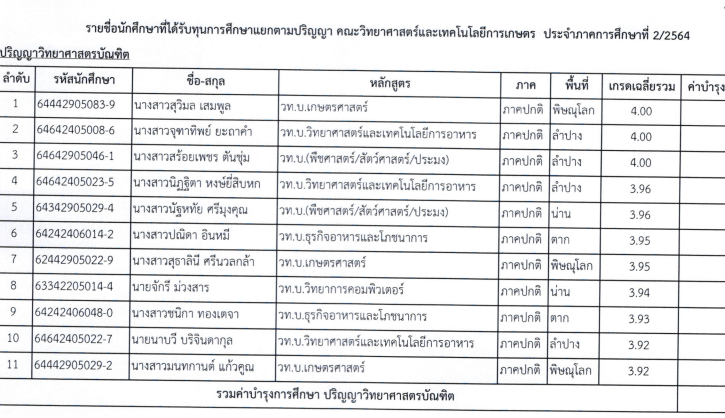 รายชื่อนักศึกษาที่ได้รับทุนการศึกษาแยกตามปริญญา คณะวิทยาศาสตร์และเทคโนโลยีการเกษตร ประจำภาคการศึกษาที่ 2/2564
ปริญญาวิทยาศาสตรบัณฑิต
ลำดับ รหัสนักศึกษา ชื่อ-สกุล หลักสูตร ภาค พื้นที่ เกรดเฉลี่ยรวม ค่าบำรุง
1 64442905083-9 นางสาวสุวิมล เสมพูล วท.บ.เกษตรศาสตร์ ภาคปกติ พิษณุโลก 4.00
2 64642405008-6 นางสาวจุฑาทิพย์ ยะถาคำ วท.บ.วิทยาศาสตร์และเทคโนโลยีการอาหาร ภาคปกติ ลำปาง 4.00
3 64642905046-1 นางสาวสร้อยเพชร ตันขุ่ม วท.บ.(พืชศาสตร์/สัตว์ศาสตร์/ประมง) ภาคปกติ ลำปาง 4.00
4 64642405023-5 นางสาวนิฏฐิตา หงษ์ยี่สิบหก วท.บ.วิทยาศาสตร์และเทคโนโลยีการอาหาร ภาคปกติ ลำปาง 3.96
5 64342905029-4 นางสาวนัฐหทัย ศรีมุงคุณ วท.บ.(พืชศาสตร์/สัตว์ศาสตร์/ประมง) ภาคปกติ น่าน 3.96
6 64242406014-2 นางสาวปณิดา อินหมี วท.บ.ธุรกิจอาหารและโภชนาการ ภาคปกติ ตาก 3.95
7 62442905022-9 นางสาวสุธาลินี ศรีนวลกล้า วท.บ.เกษตรศาสตร์ ภาคปกติ พิษณุโลก 3.95
8 63342205014-4 นายจักรี ม่วงสาร วท.บ.วิทยาการคอมพิวเตอร์ ภาคปกติ น่าน 3.94
9 64242406048-0 นางสาวชนิกา ทองเตจา วท.บ.ธุรกิจอาหารและโภชนาการ ภาคปกติ ตาก 3.93
10 64642405022-7 นายนาบวี บริจินดากุล วท.บ.วิทยาศาสตร์และเทคโนโลยีการอาหาร ภาคปกติ ลำปาง 3.92
11 64442905029-2 นางสาวมนทกานต์ แก้วคูณ วท.บ.เกษตรศาสตร์ ภาคปกติ พิษณุโลก 3.92
รวมค่าบำรุงการศึกษา ปริญญาวิทยาศาสตรบัณฑิต